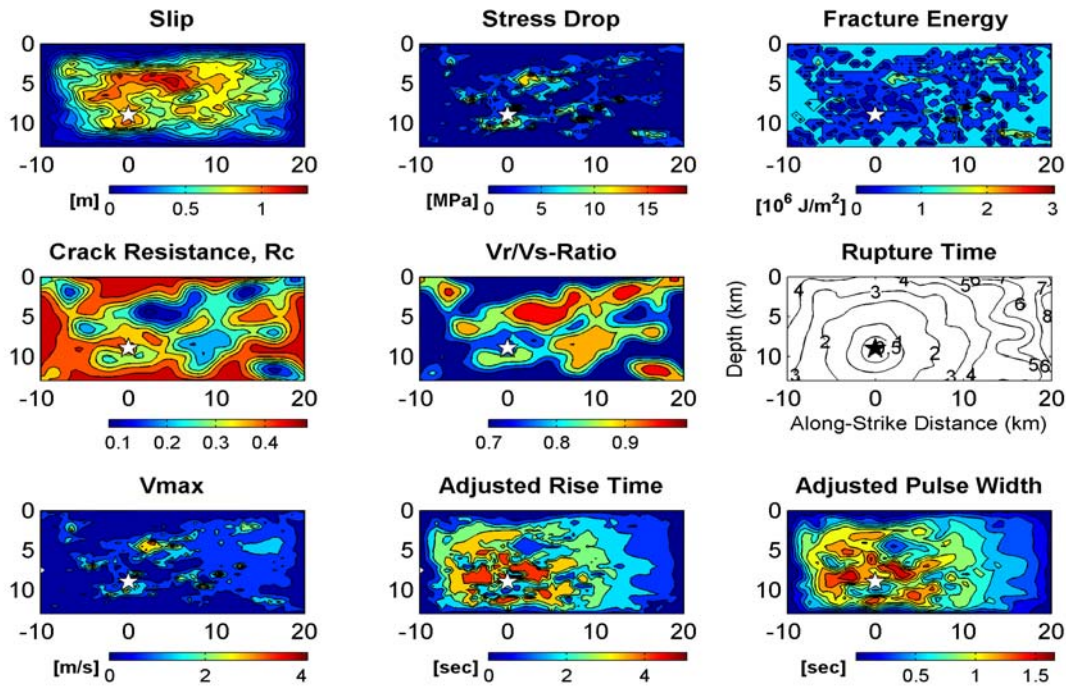 Slip Stress Drop Fracture Energy
0 0 0
5 5 5
10 10 10
-10 0 10 20 -10 0 10 20 -10 0 10 20
[m] [MPa] [10⁶ J/m²]
0 0.5 1 0 5 10 15 0 1 2 3
Crack Resistance, Rc Vr/Vs-Ratio Rupture Time
0 0 0
5 5 5
10 10 10
Depth (km)
4 3 4 56 7 5 6 7 8 2 1 .5 2 3 3 4 56
-10 0 10 20 -10 0 10 20 -10 0 10 20
0.1 0.2 0.3 0.4 0.7 0.8 0.9 Along-Strike Distance (km)
Vmax Adjusted Rise Time Adjusted Pulse Width
0 0 0
5 5 5
10 10 10
-10 0 10 20 -10 0 10 20 -10 0 10 20
[m/s] [sec] [sec]
0 2 4 0 2 4 0.5 1 1.5